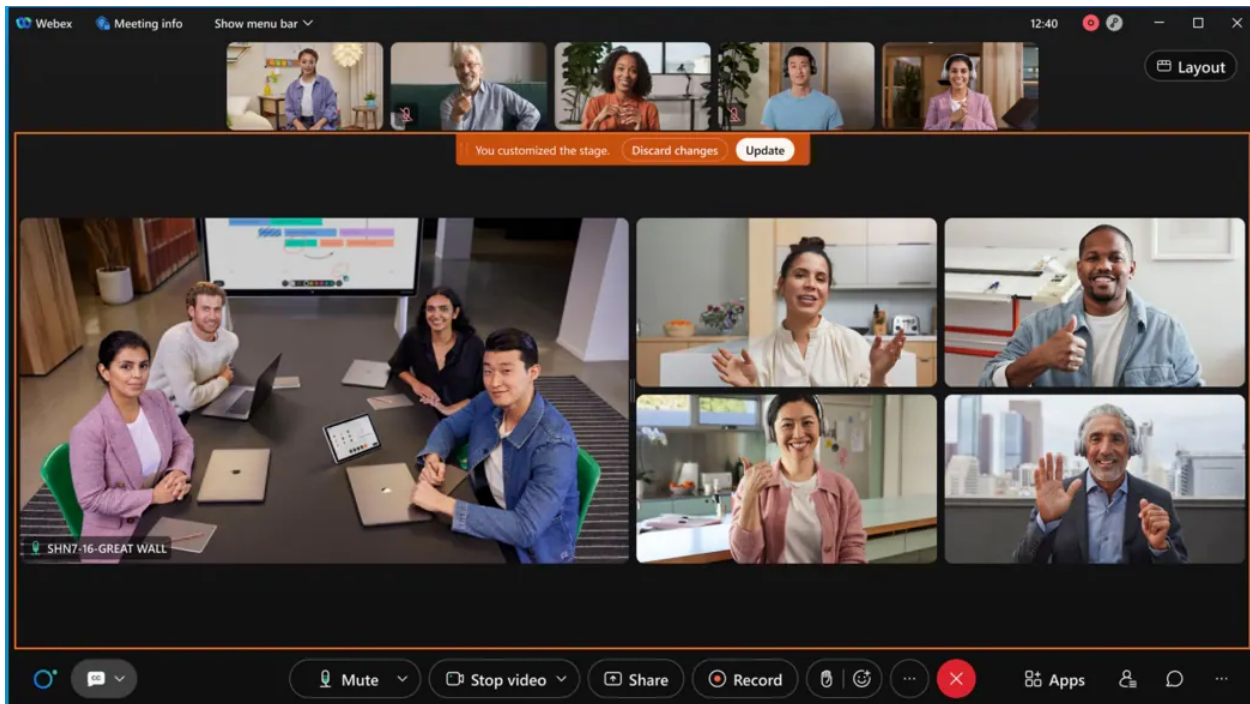 Webex Meeting info Show menu bar 12:40
Layout
You customized the stage. Discard changes Update
SHN7-16-GREAT WALL
CC Mute Stop video Share Record Apps